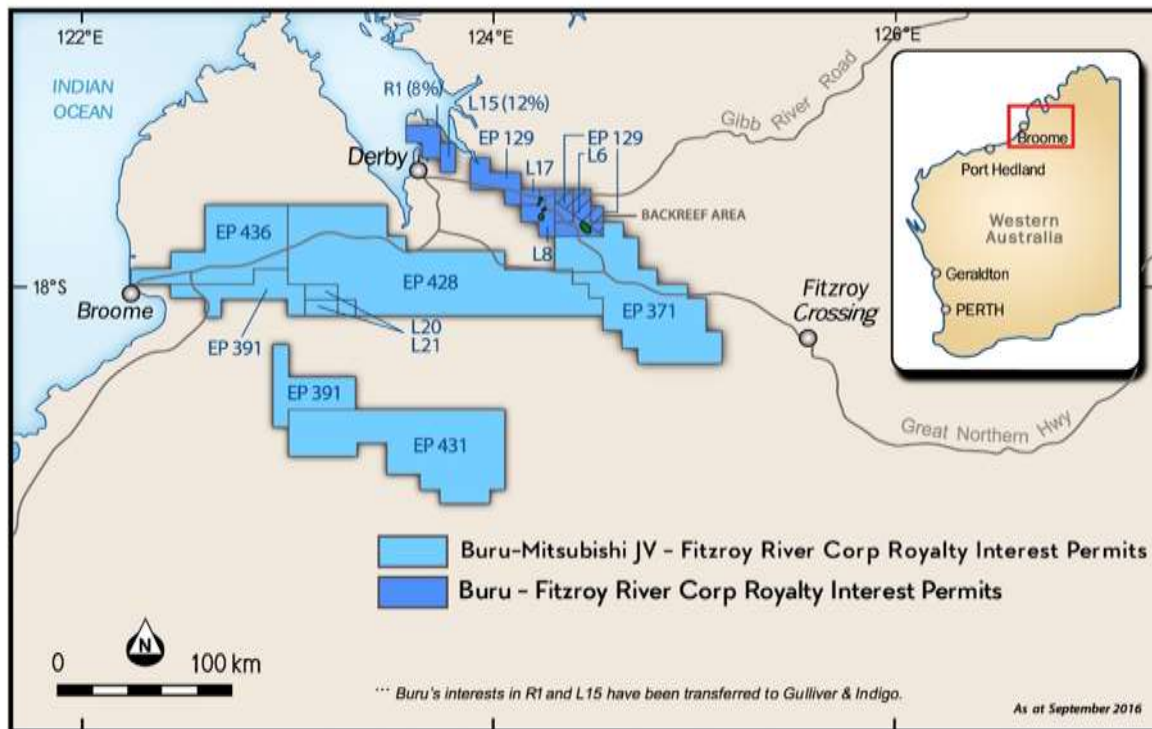 122°E
124°E
126°E
INDIAN
OCEAN
R1 (8%)
L15 (12%)
EP 129
EP 129
L6
L17
Derby
BACKREEF AREA
Gibb River Road
EP 436
L8
EP 428
18°S
Broome
EP 371
Fitzroy
Crossing
L20
L21
EP 391
EP 391
EP 431
Great Northern Hwy
Broome
Port Hedland
Western
Australia
Geraldton
PERTH
Buru-Mitsubishi JV - Fitzroy River Corp Royalty Interest Permits
Buru - Fitzroy River Corp Royalty Interest Permits
N
0 100 km
... Buru's interests in R1 and L15 have been transferred to Gulliver & Indigo.
As at September 2016